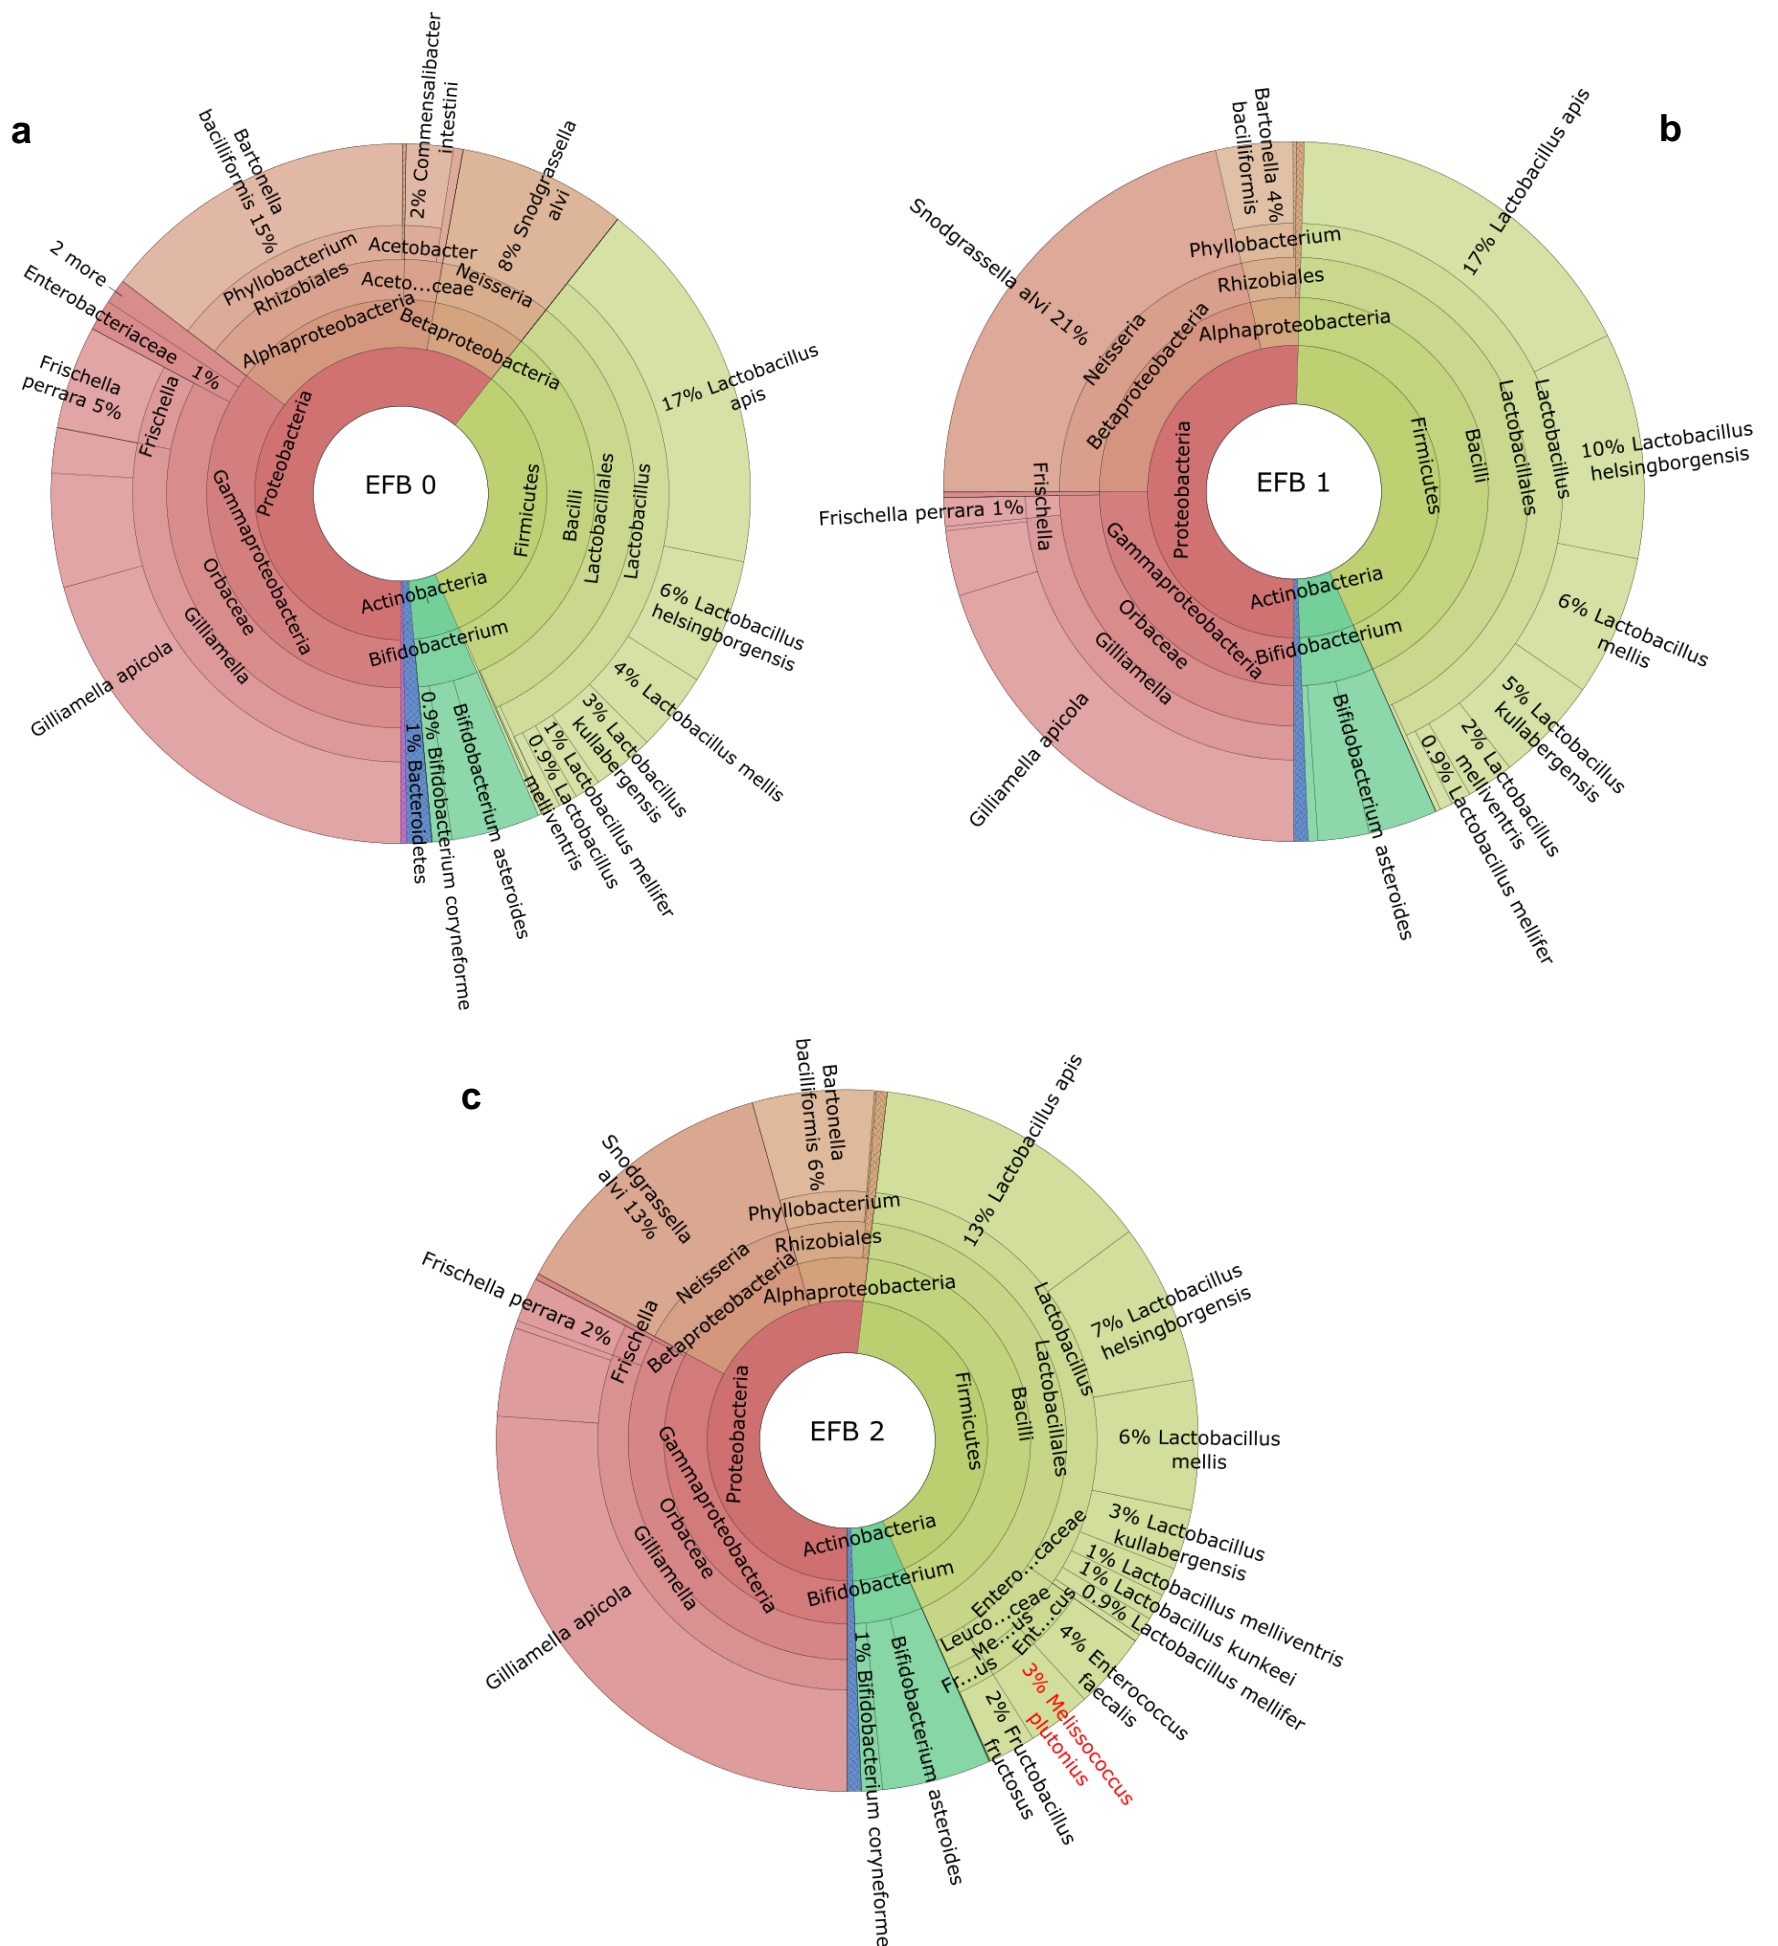 a
EFB 0
Proteobacteria
Firmicutes
Actinobacteria
Alphaproteobacteria
Betaproteobacteria
Gammaproteobacteria
Bacilli
Bifidobacterium
Rhizobiales
Aceto...ceae
Neisseria
Orbaceae
Lactobacillales
Phyllobacterium
Acetobacter
Gilliamella
Frischella
Lactobacillus
2 more
Enterobacteriaceae 1%
Frischella
perrara 5%
Gilliamella apicola
Bartonella
bacilliformis 15%
2% Commensalibacter
intestini
8% Snodgrassella
alvi
17% Lactobacillus
apis
6% Lactobacillus
helsingborgensis
4% Lactobacillus mellis
3% Lactobacillus
kullabergensis
1% Lactobacillus mellifer
0.9% Lactobacillus
melliventris
Bifidobacterium asteroides
0.9% Bifidobacterium coryneforme
1% Bacteroidetes
b
EFB 1
Proteobacteria
Firmicutes
Actinobacteria
Alphaproteobacteria
Betaproteobacteria
Gammaproteobacteria
Bacilli
Bifidobacterium
Rhizobiales
Neisseria
Orbaceae
Lactobacillales
Phyllobacterium
Gilliamella
Frischella
Lactobacillus
Snodgrassella alvi 21%
Frischella perrara 1%
Gilliamella apicola
Bartonella 4%
bacilliformis
17% Lactobacillus apis
10% Lactobacillus
helsingborgensis
6% Lactobacillus
mellis
5% Lactobacillus
kullabergensis
2% Lactobacillus
melliventris
0.9% Lactobacillus mellifer
Bifidobacterium asteroides
c
EFB 2
Proteobacteria
Firmicutes
Actinobacteria
Alphaproteobacteria
Betaproteobacteria
Gammaproteobacteria
Bacilli
Bifidobacterium
Rhizobiales
Neisseria
Orbaceae
Lactobacillales
Phyllobacterium
Gilliamella
Frischella
Lactobacillus
Entero...caceae
Leuco...ceae
Ent...cus
Me...us
Fr...us
Snodgrassella
alvi 13%
Frischella perrara 2%
Gilliamella apicola
Bartonella
bacilliformis 6%
13% Lactobacillus apis
7% Lactobacillus
helsingborgensis
6% Lactobacillus
mellis
3% Lactobacillus
kullabergensis
1% Lactobacillus melliventris
1% Lactobacillus kunkeei
0.9% Lactobacillus mellifer
4% Enterococcus
faecalis
3% Melissococcus
plutonius
2% Fructobacillus
fructosus
Bifidobacterium asteroides
1% Bifidobacterium coryneforme